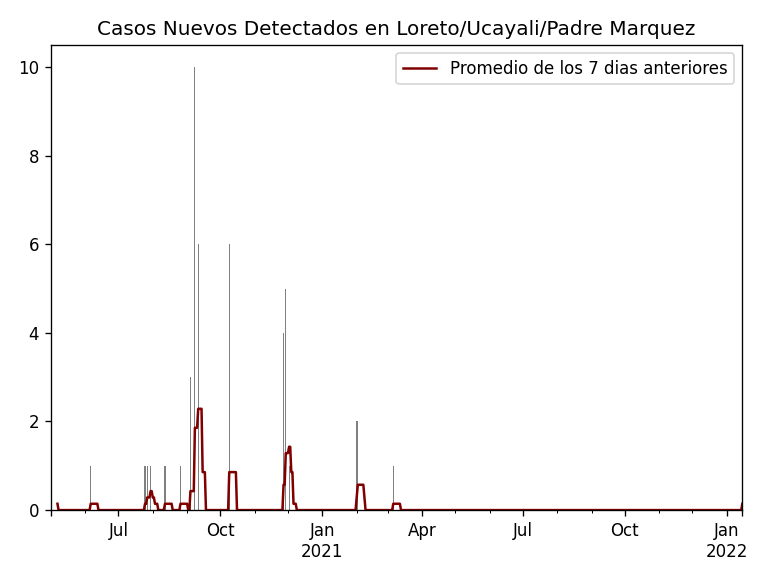 Casos Nuevos Detectados en Loreto/Ucayali/Padre Marquez
Promedio de los 7 dias anteriores
10
8
6
4
2
0
Jul
Oct
Jan
2021
Apr
Jul
Oct
Jan
2022